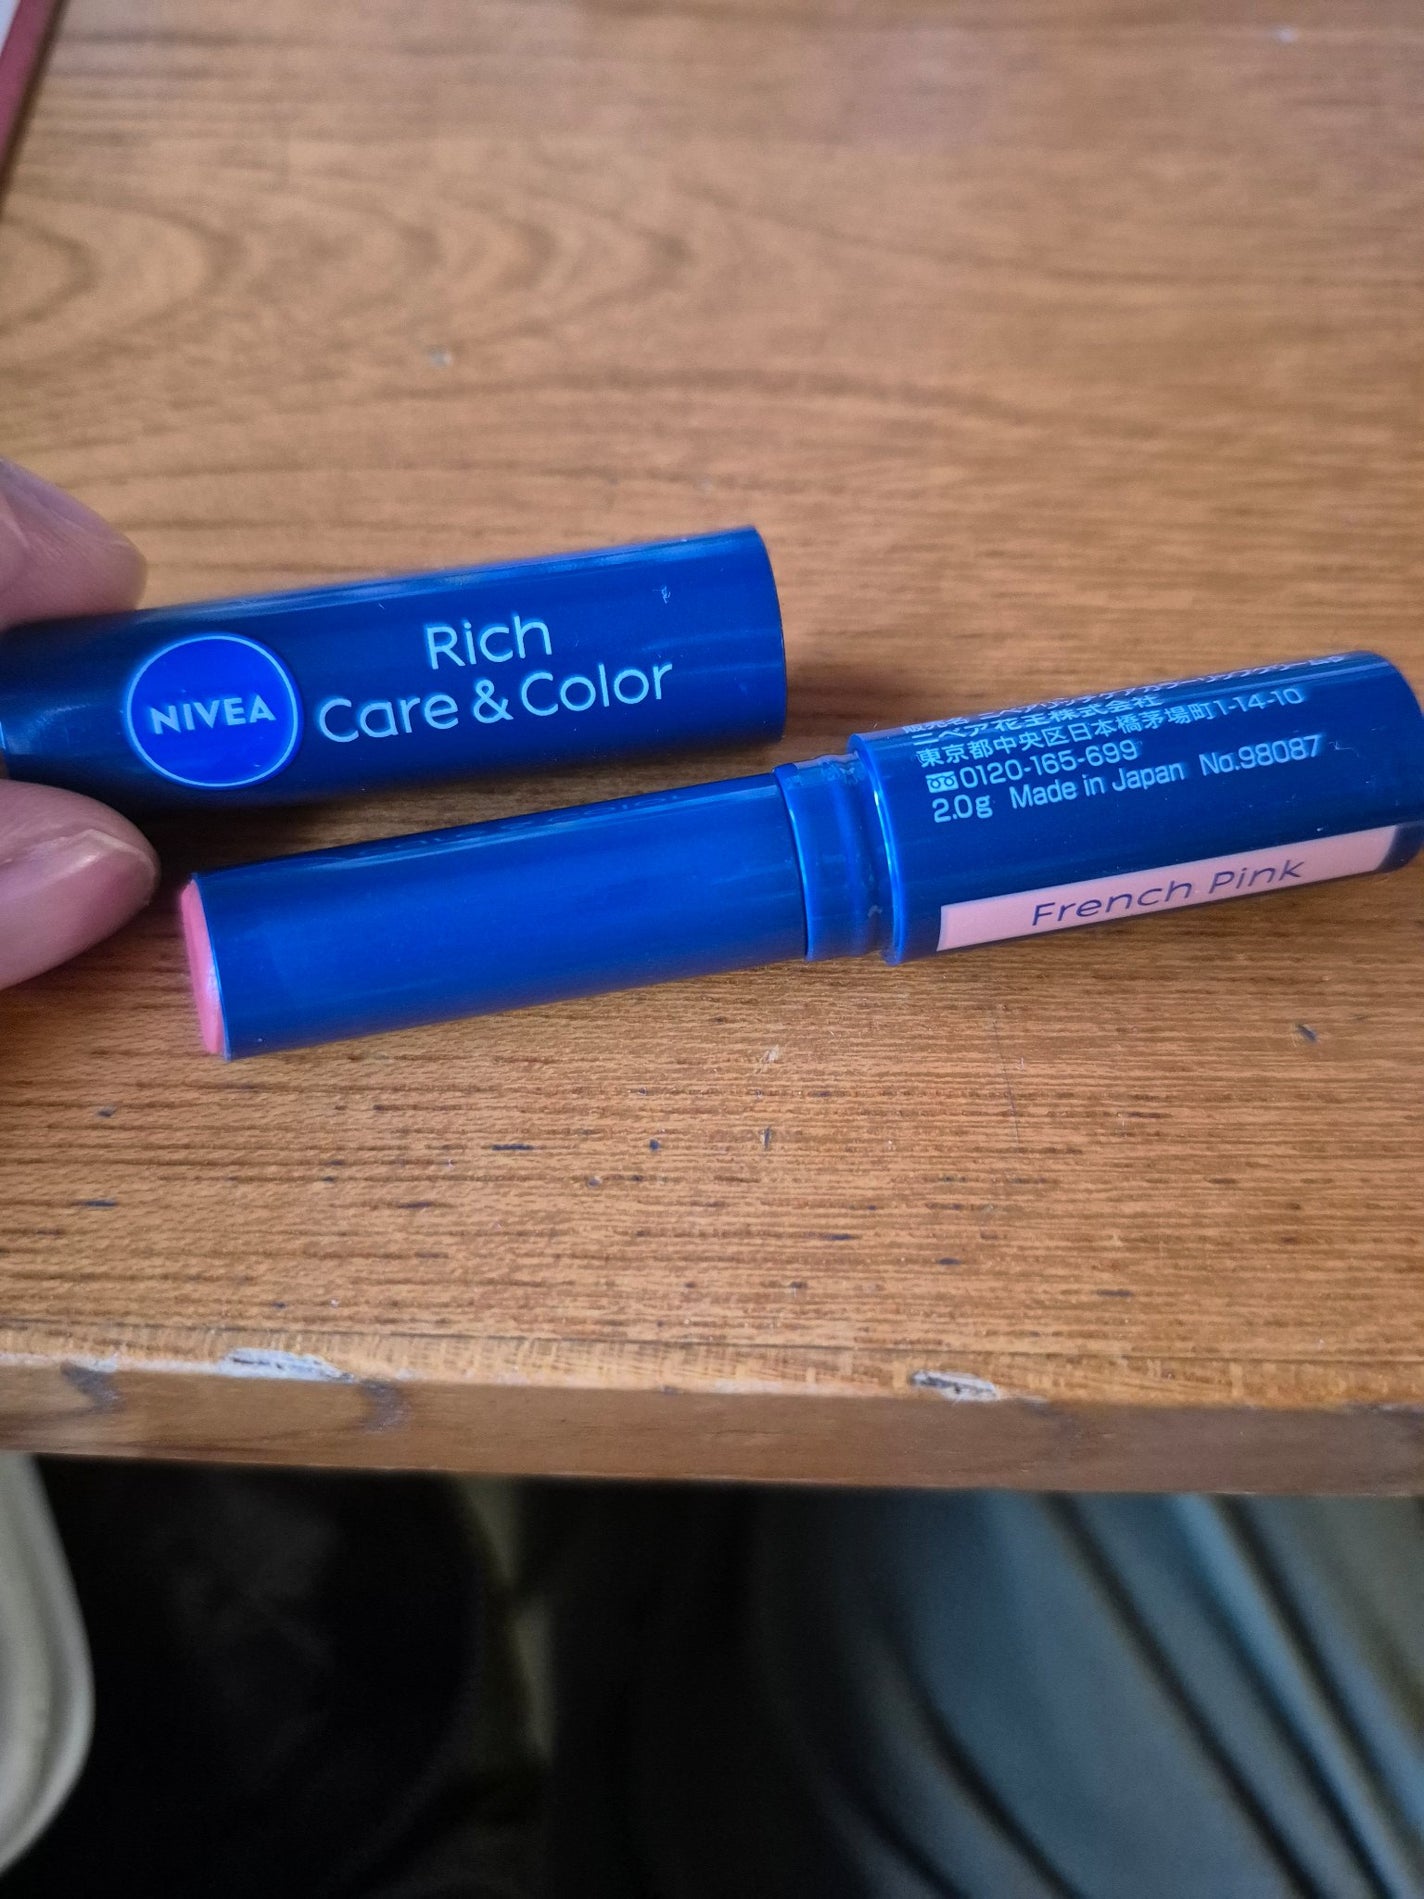 NIVEA
Rich
Care & Color
ニベア花王株式会社
東京都中央区日本橋茅場町1-14-10
0120-165-699
2.0g Made in Japan No.98087
French Pink